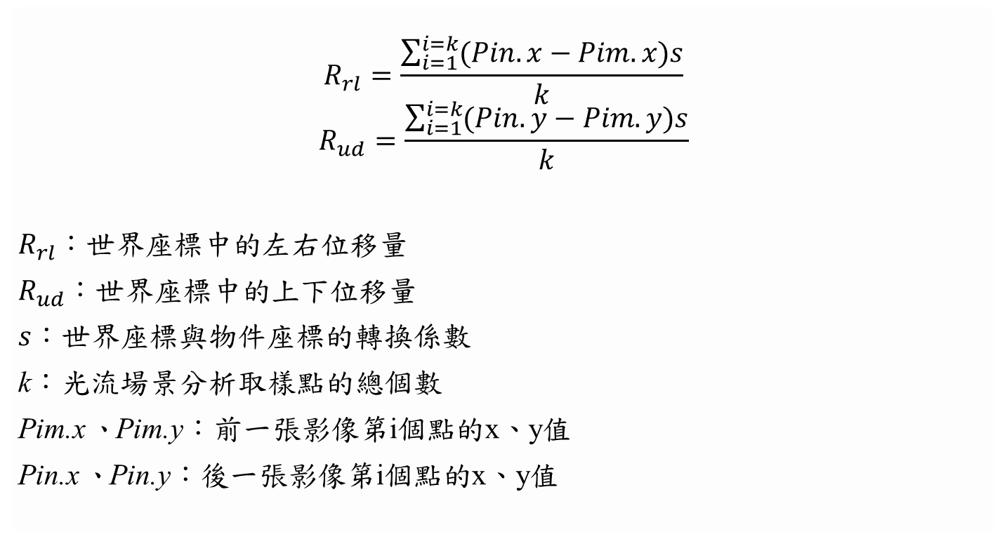 R_{rl} = \frac{\sum_{i=1}^{i=k}(Pin.x - Pim.x)s}{k}
R_{ud} = \frac{\sum_{i=1}^{i=k}(Pin.y - Pim.y)s}{k}
R_{rl}：世界座標中的左右位移量
R_{ud}：世界座標中的上下位移量
s：世界座標與物件座標的轉換係數
k：光流場景分析取樣點的總個數
Pim.x、Pim.y：前一張影像第i個點的x、y值
Pin.x、Pin.y：後一張影像第i個點的x、y值